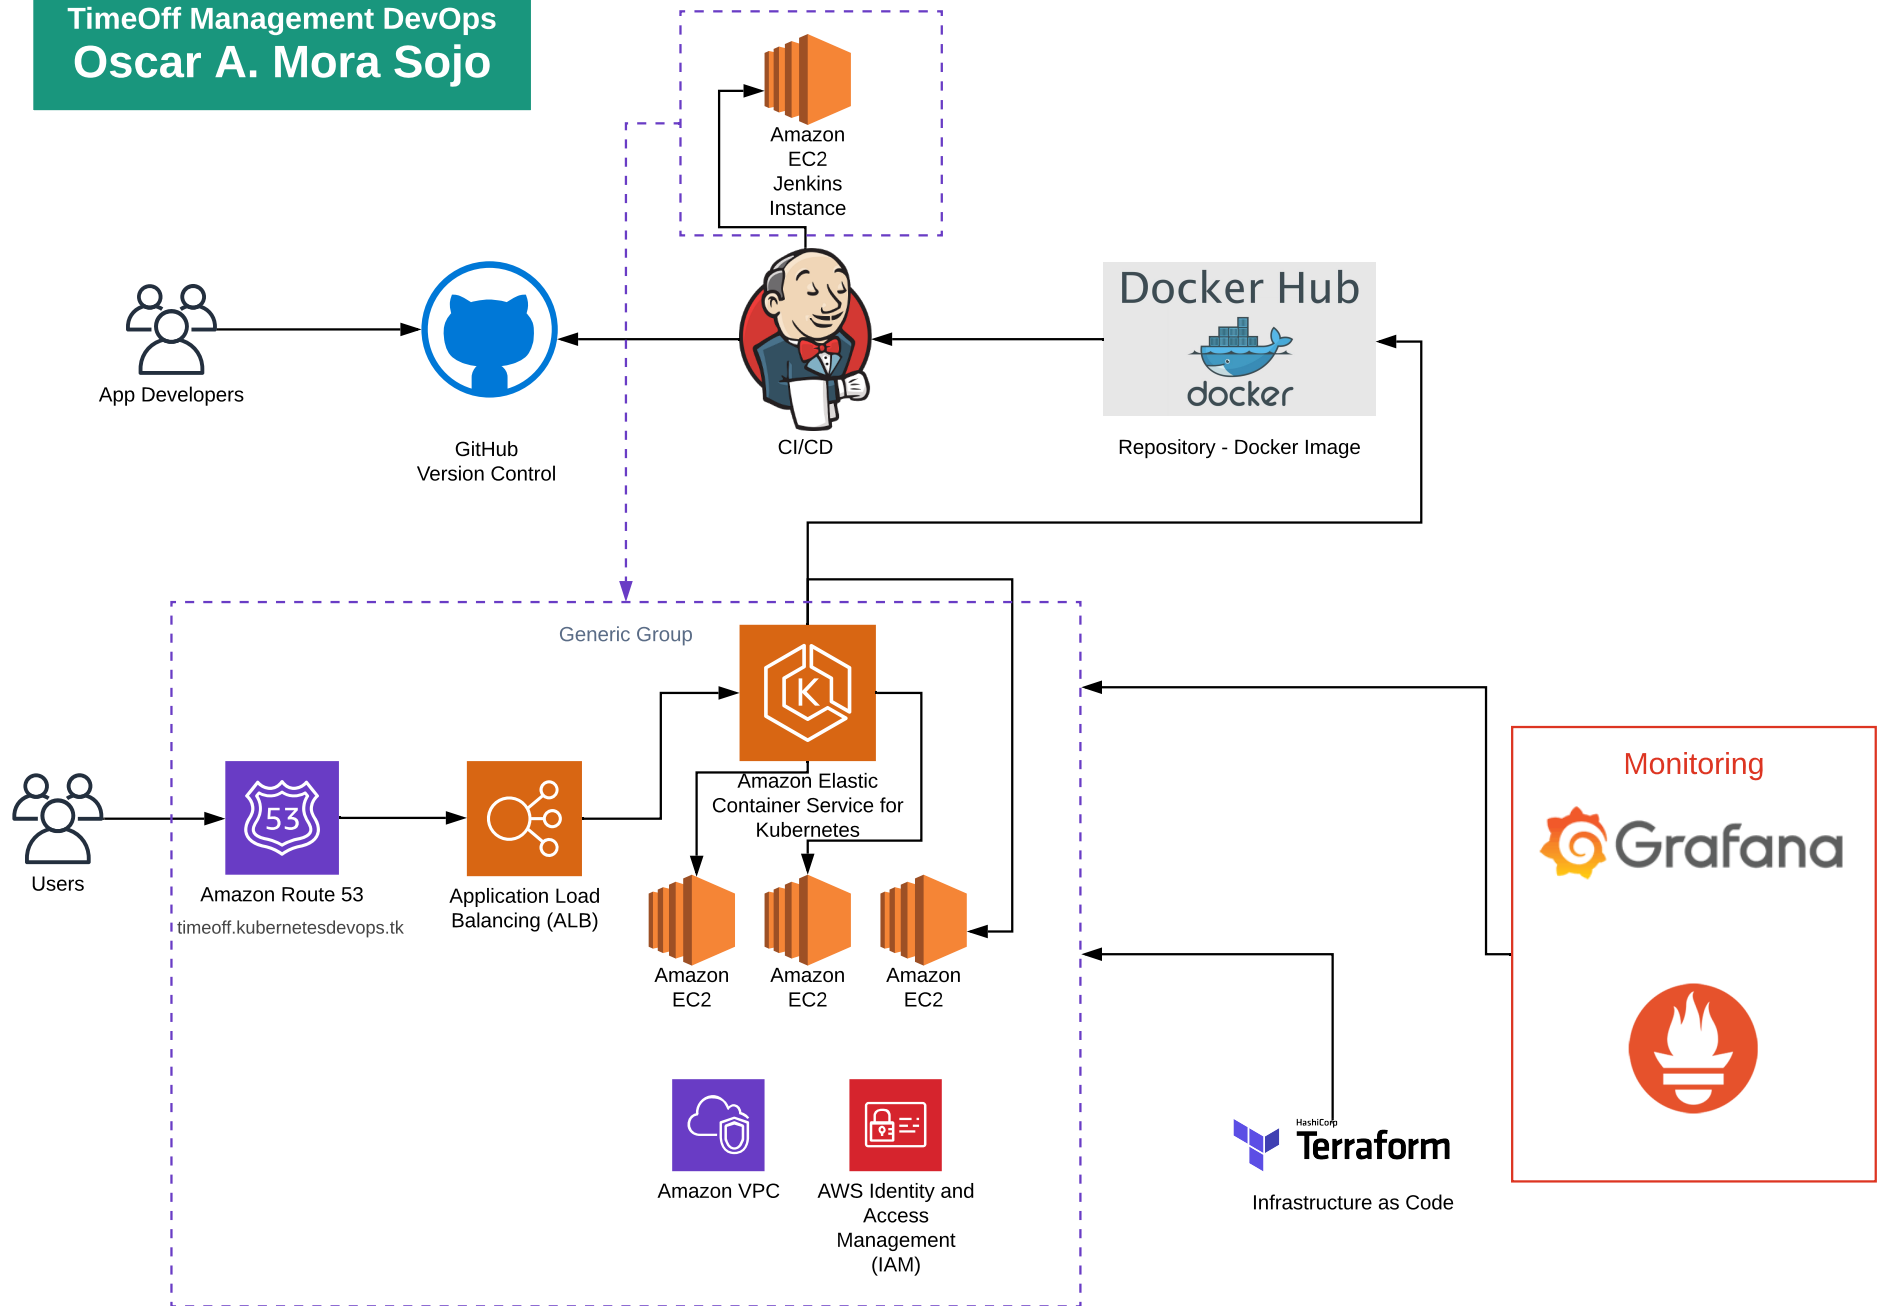 TimeOff Management DevOps
Oscar A. Mora Sojo
Amazon
EC2
Jenkins
Instance
App Developers
GitHub
Version Control
CI/CD
Docker Hub
docker
Repository - Docker Image
Generic Group
K
Amazon Elastic
Container Service for
Kubernetes
Users
53
Amazon Route 53
timeoff.kubernetesdevops.tk
Application Load
Balancing (ALB)
Amazon
EC2
Amazon
EC2
Amazon
EC2
Amazon VPC
AWS Identity and
Access
Management
(IAM)
HashiCorp
Terraform
Infrastructure as Code
Monitoring
Grafana